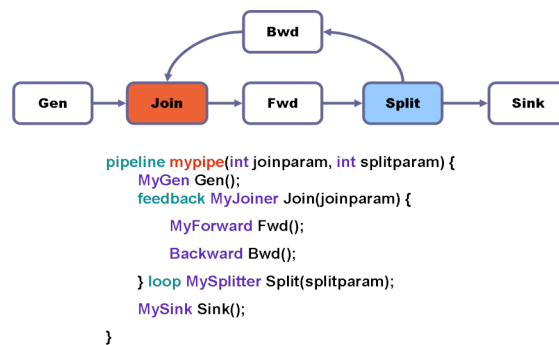 Bwd
Gen Join Fwd Split Sink
pipeline mypipe(int joinparam, int splitparam) {
MyGen Gen();
feedback MyJoiner Join(joinparam) {
MyForward Fwd();
Backward Bwd();
} loop MySplitter Split(splitparam);
MySink Sink();
}